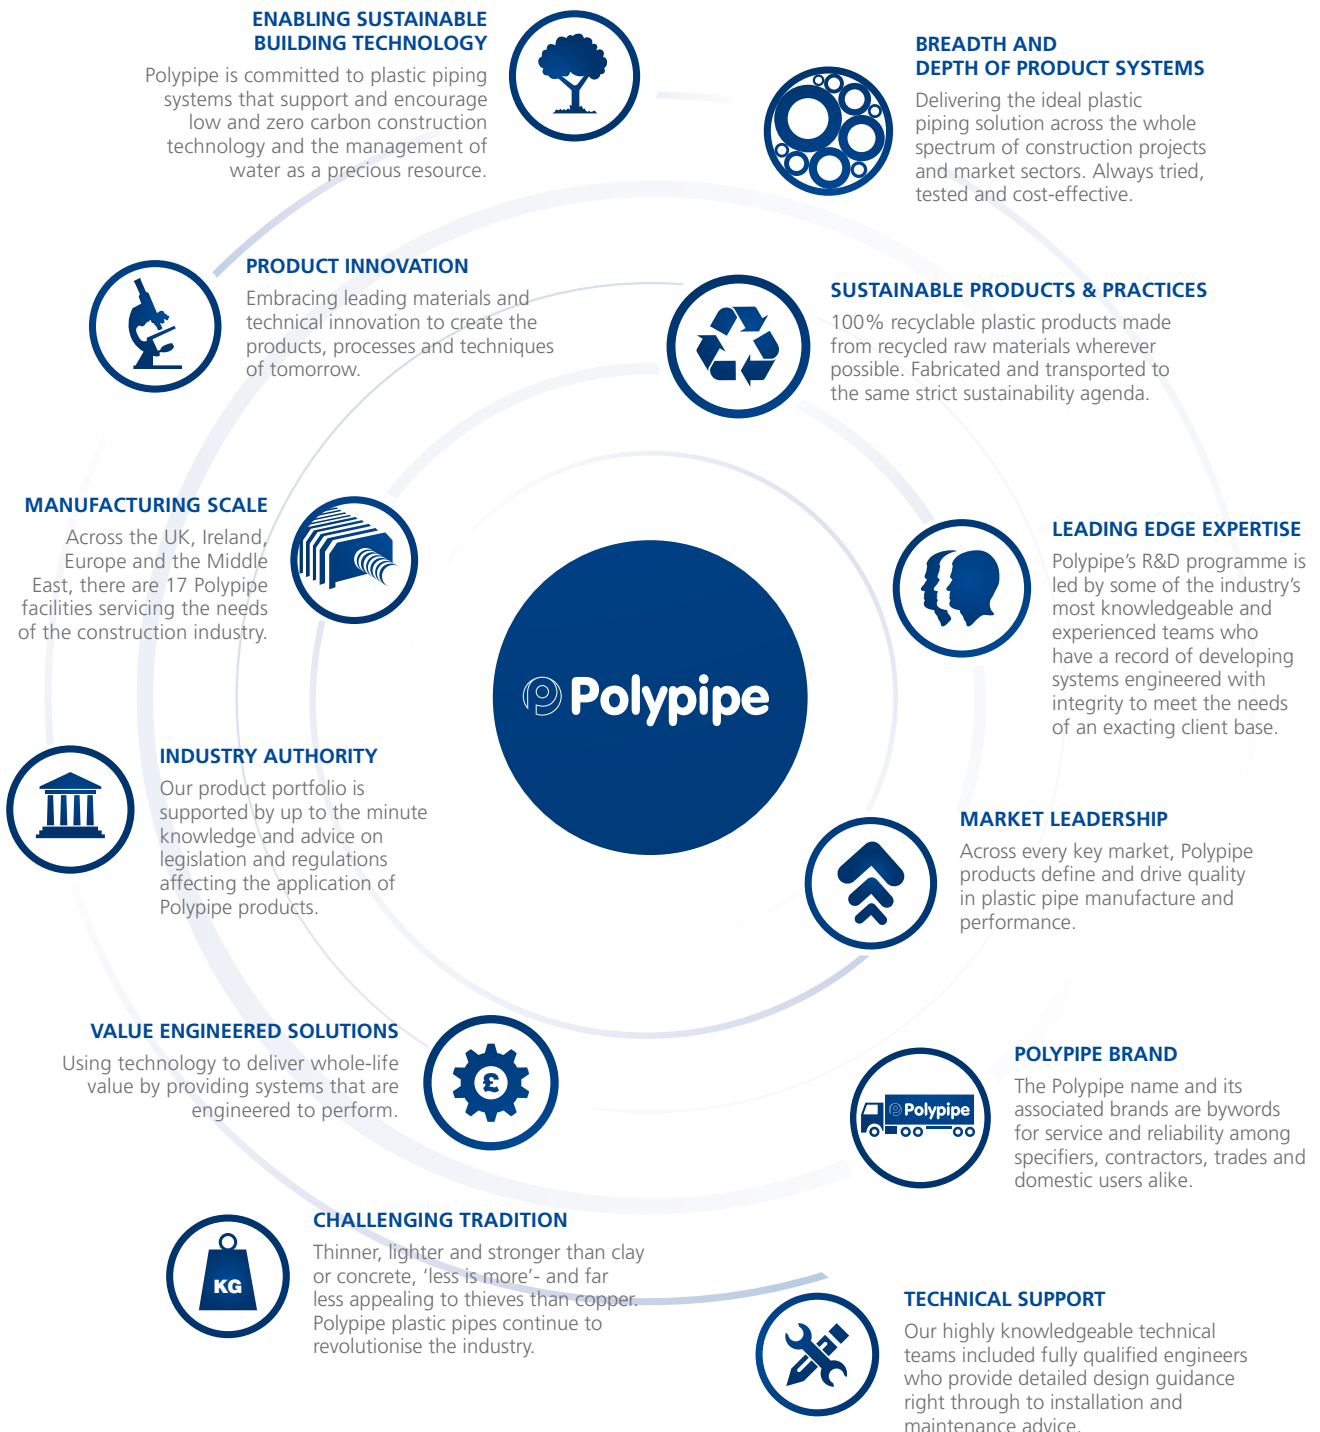 ENABLING SUSTAINABLE
BUILDING TECHNOLOGY
Polypipe is committed to plastic piping
systems that support and encourage
low and zero carbon construction
technology and the management of
water as a precious resource.
BREADTH AND
DEPTH OF PRODUCT SYSTEMS
Delivering the ideal plastic
piping solution across the whole
spectrum of construction projects
and market sectors. Always tried,
tested and cost-effective.
PRODUCT INNOVATION
Embracing leading materials and
technical innovation to create the
products, processes and techniques
of tomorrow.
SUSTAINABLE PRODUCTS & PRACTICES
100% recyclable plastic products made
from recycled raw materials wherever
possible. Fabricated and transported to
the same strict sustainability agenda.
MANUFACTURING SCALE
Across the UK, Ireland,
Europe and the Middle
East, there are 17 Polypipe
facilities servicing the needs
of the construction industry.
LEADING EDGE EXPERTISE
Polypipe’s R&D programme is
led by some of the industry’s
most knowledgeable and
experienced teams who
have a record of developing
systems engineered with
integrity to meet the needs
of an exacting client base.
Polypipe
INDUSTRY AUTHORITY
Our product portfolio is
supported by up to the minute
knowledge and advice on
legislation and regulations
affecting the application of
Polypipe products.
MARKET LEADERSHIP
Across every key market, Polypipe
products define and drive quality
in plastic pipe manufacture and
performance.
VALUE ENGINEERED SOLUTIONS
Using technology to deliver whole-life
value by providing systems that are
engineered to perform.
£
POLYPIPE BRAND
The Polypipe name and its
associated brands are bywords
for service and reliability among
specifiers, contractors, trades and
domestic users alike.
Polypipe
CHALLENGING TRADITION
Thinner, lighter and stronger than clay
or concrete, ‘less is more’- and far
less appealing to thieves than copper.
Polypipe plastic pipes continue to
revolutionise the industry.
KG
TECHNICAL SUPPORT
Our highly knowledgeable technical
teams included fully qualified engineers
who provide detailed design guidance
right through to installation and
maintenance advice.